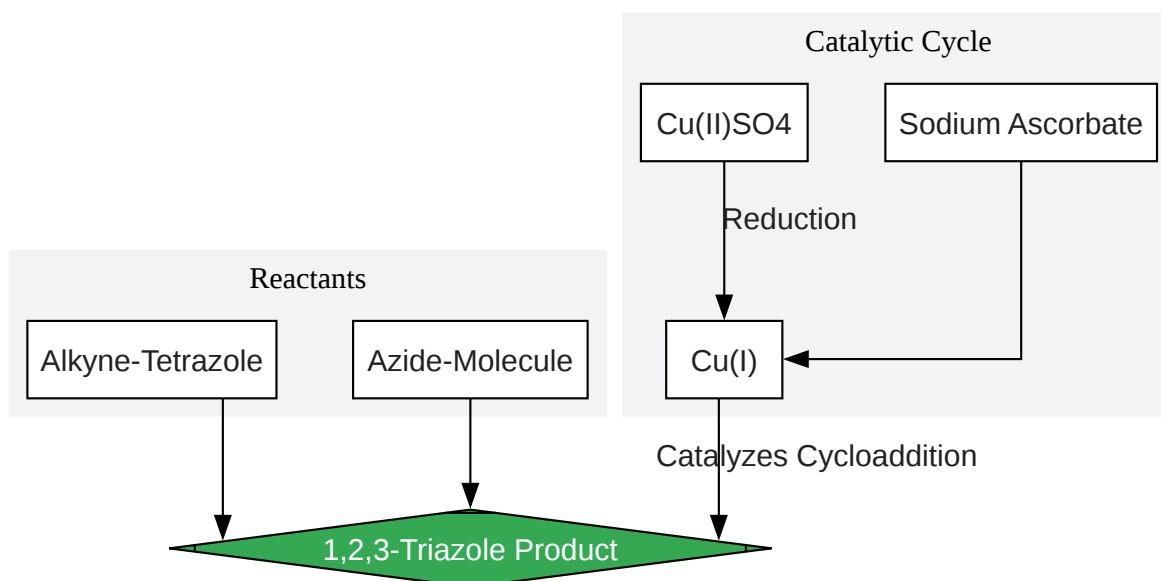 Catalytic Cycle
Cu(II)SO4
Sodium Ascorbate
Reduction
Reactants
Alkyne-Tetrazole
Azide-Molecule
Cu(I)
Catalyzes Cycloaddition
1,2,3-Triazole Product